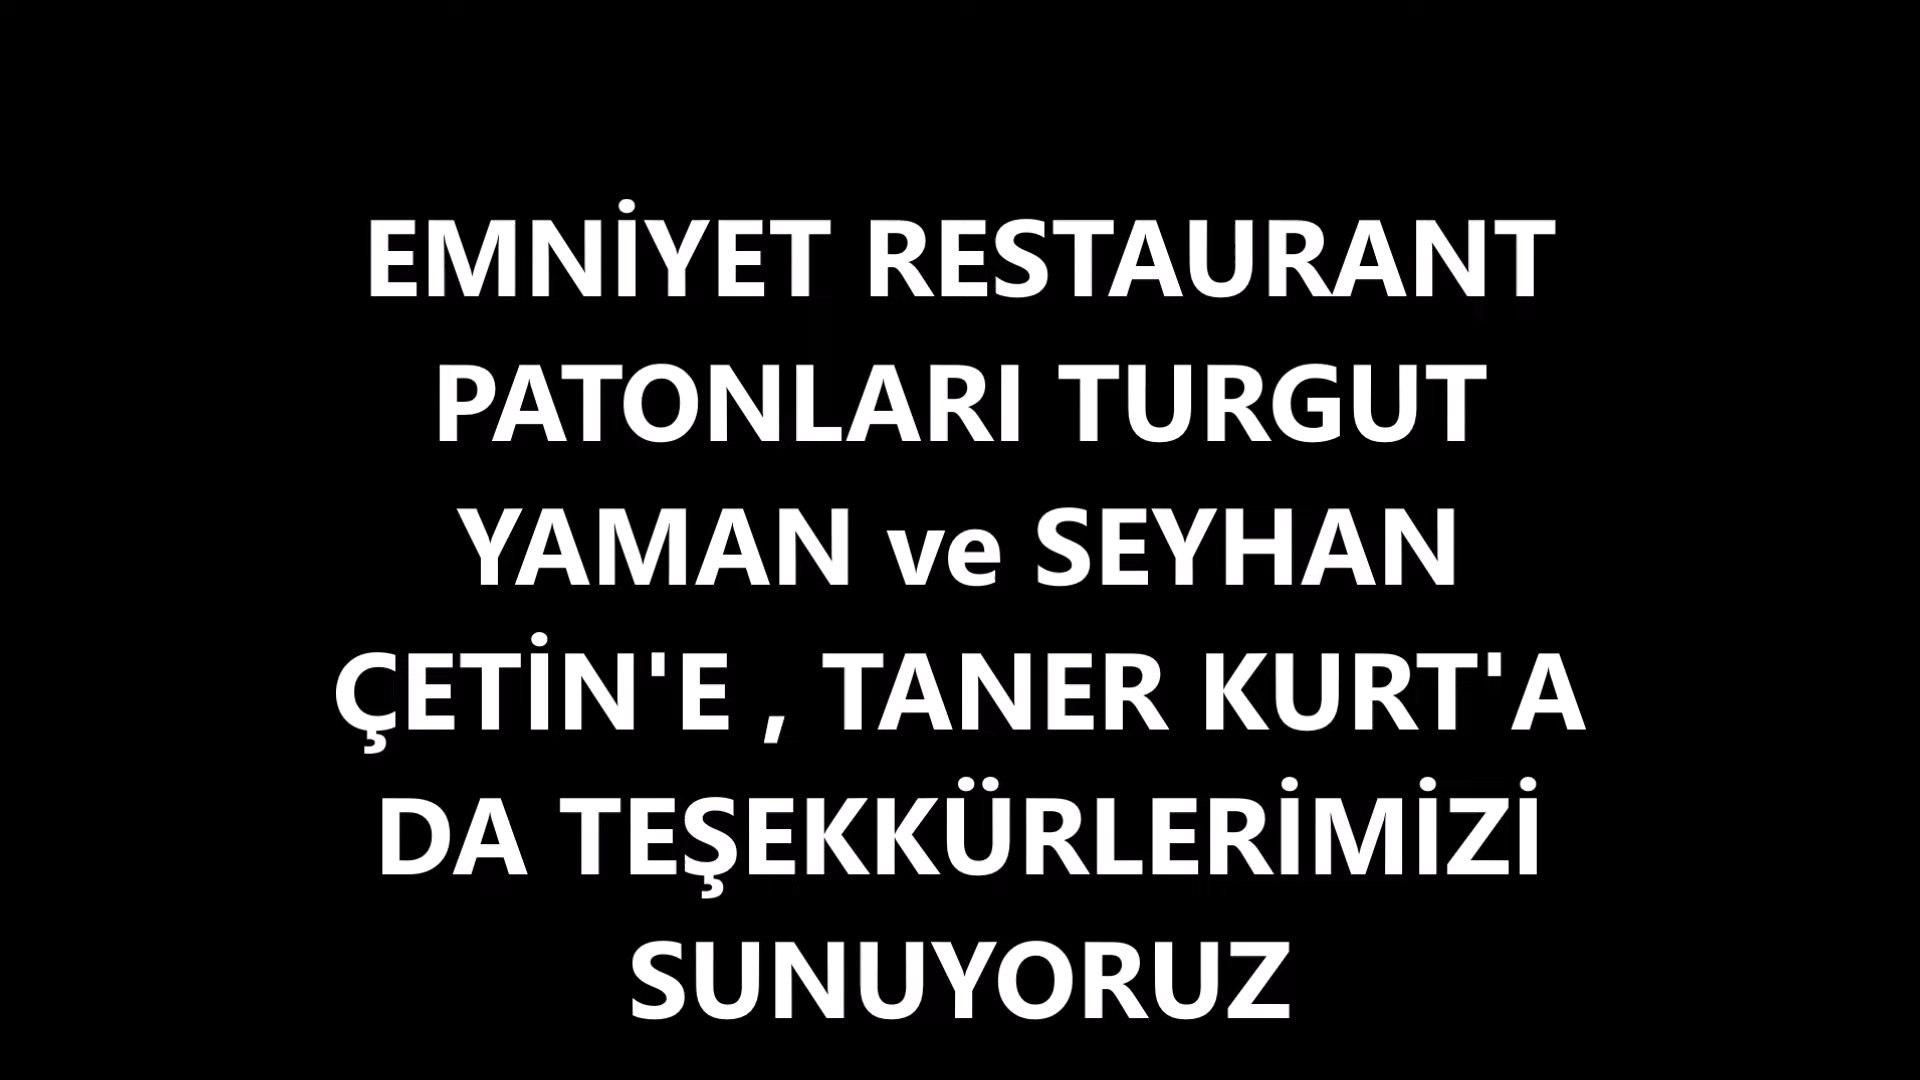 EMNİYET RESTAURANT
PATONLARI TURGUT
YAMAN ve SEYHAN
ÇETİN'E , TANER KURT'A
DA TEŞEKKÜRLERİMİZİ
SUNUYORUZ